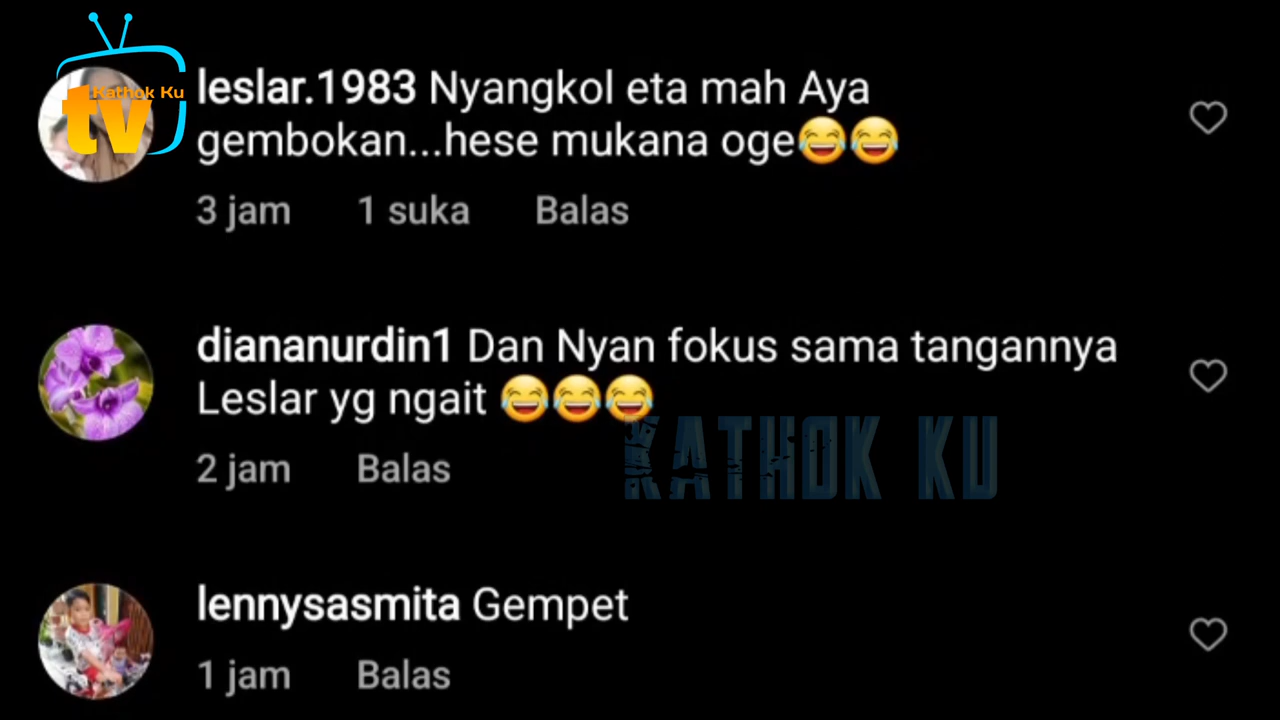 Kathok Ku
tv
leslar.1983 Nyangkol eta mah Aya
gembokan...hese mukana oge😂😂
3 jam 1 suka Balas
diananurdin1 Dan Nyan fokus sama tangannya
Leslar yg ngait 😂😂😂
2 jam Balas
KATHOK KU
lennysasmita Gempet
1 jam Balas